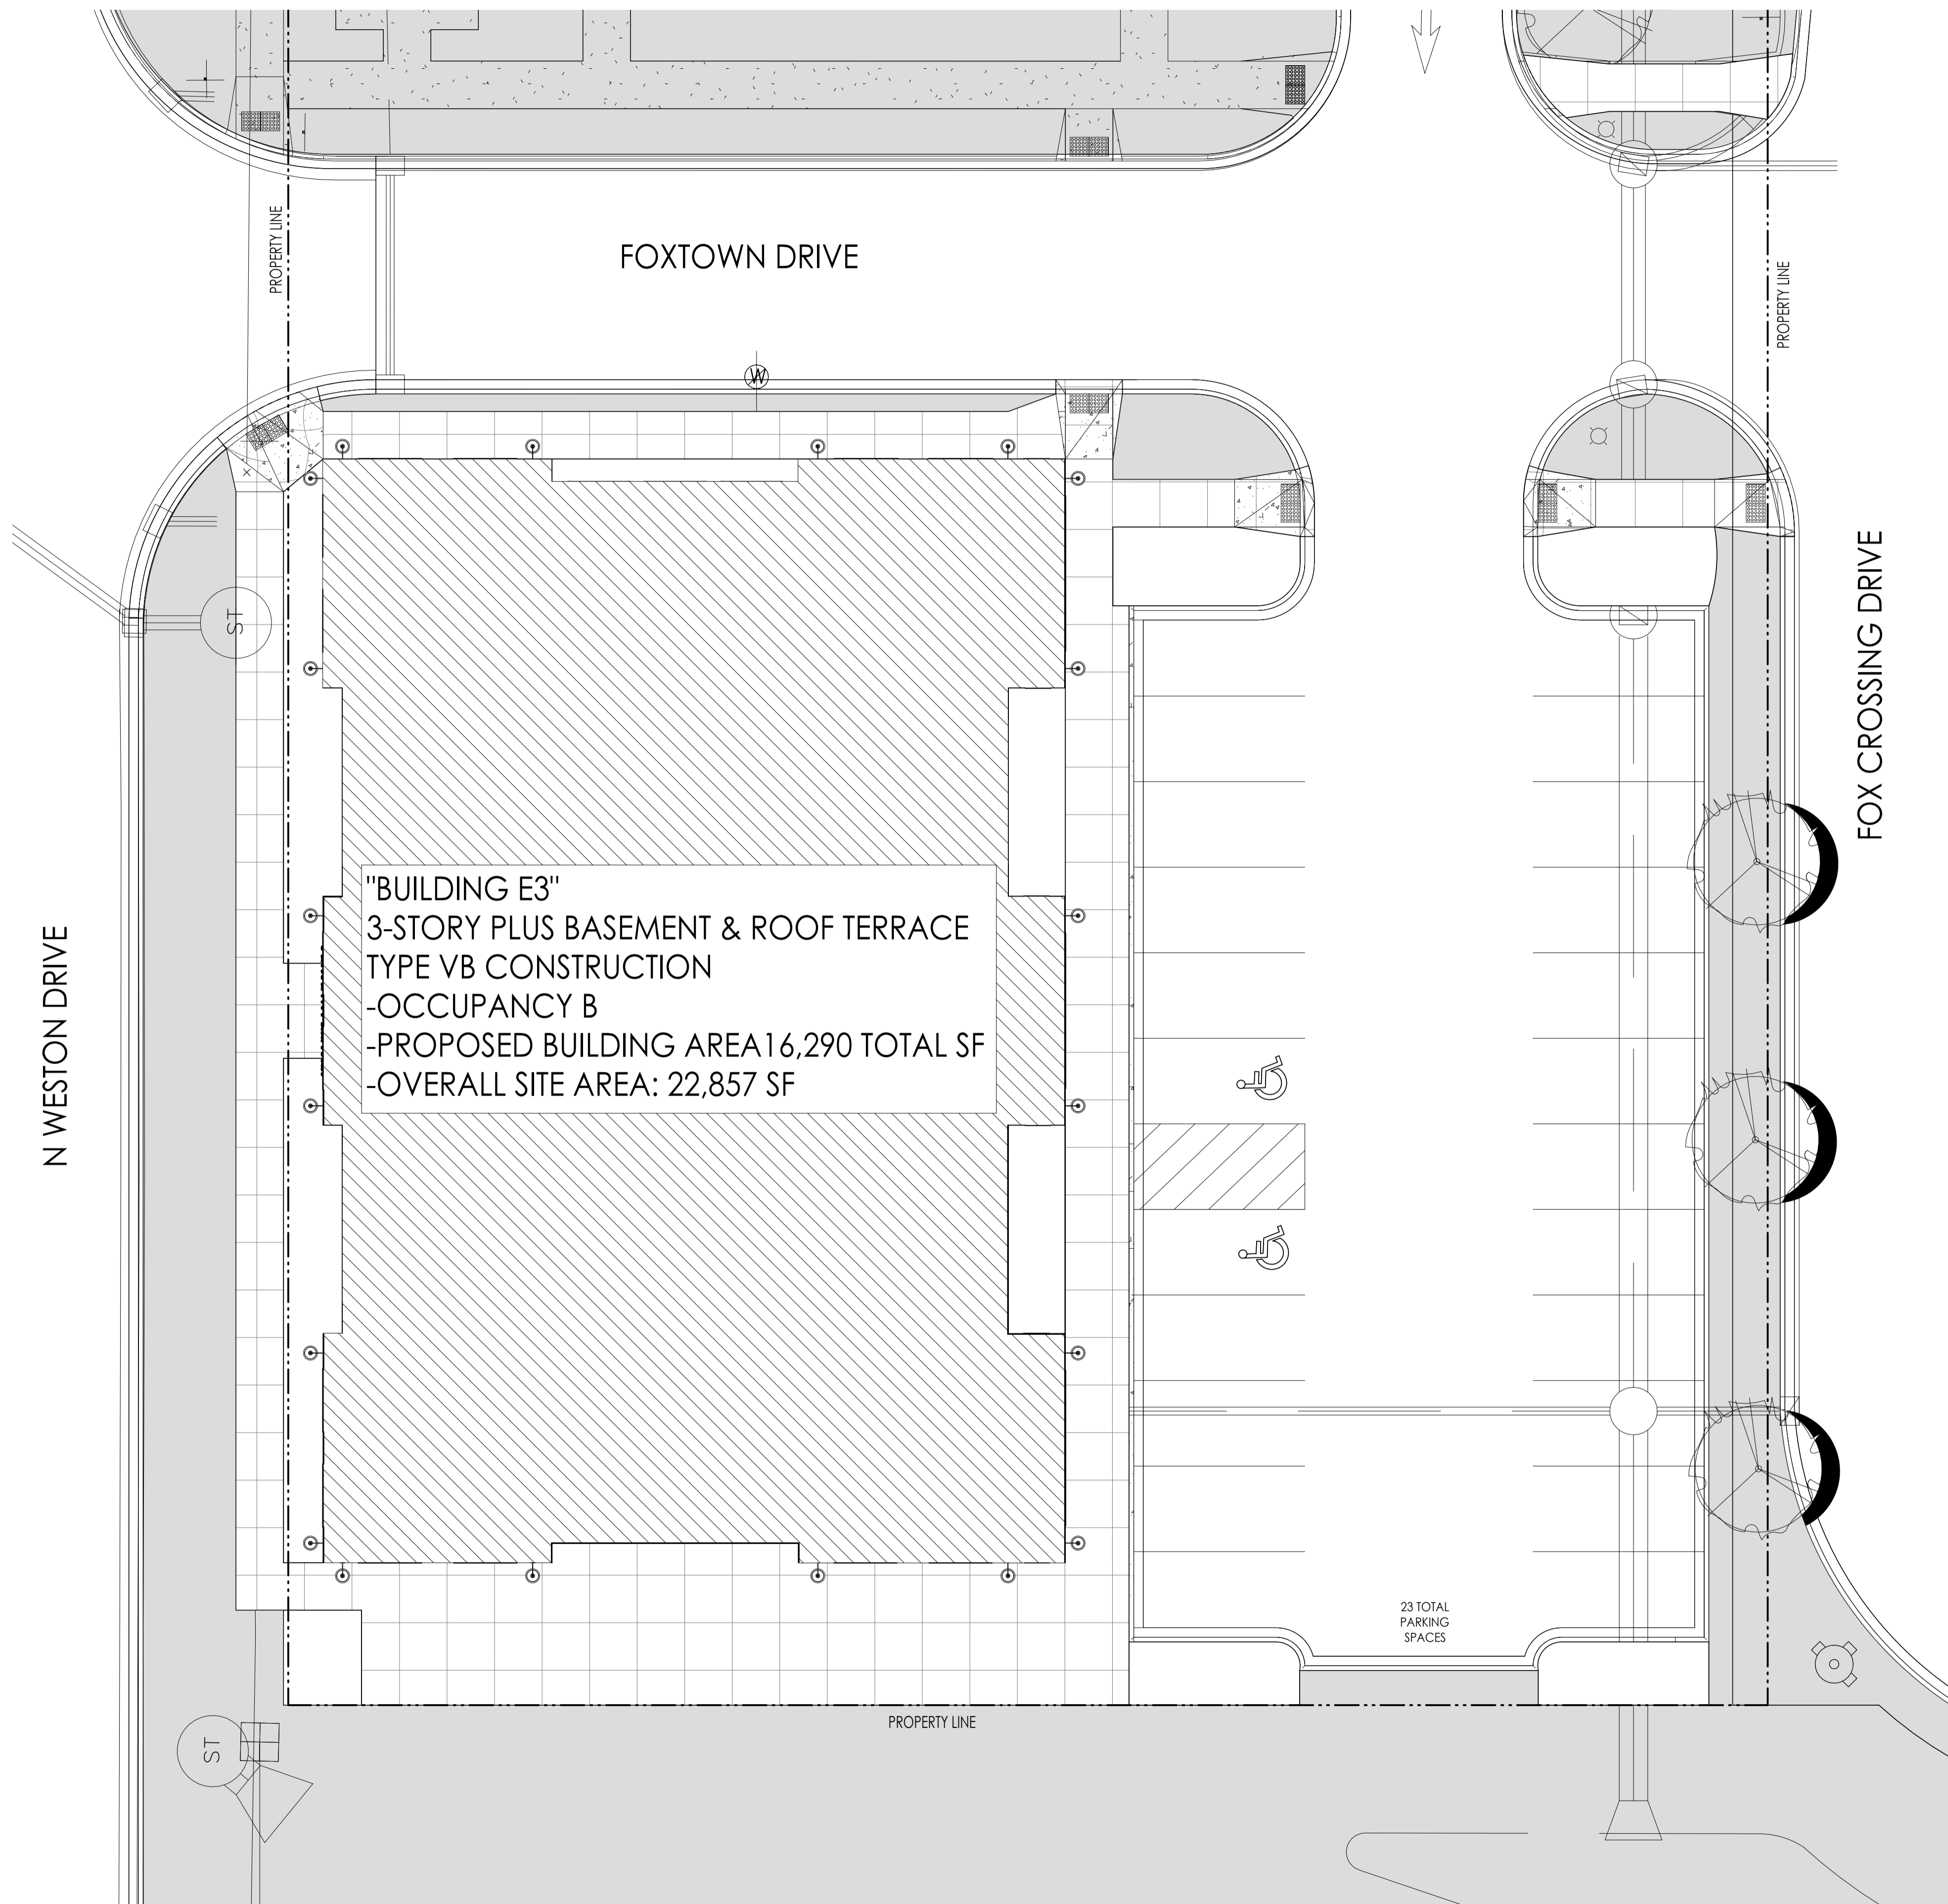 FOXTOWN DRIVE
PROPERTY LINE
PROPERTY LINE
W
ST
FOX CROSSING DRIVE
N WESTON DRIVE
"BUILDING E3"
3-STORY PLUS BASEMENT & ROOF TERRACE
TYPE VB CONSTRUCTION
-OCCUPANCY B
-PROPOSED BUILDING AREA16,290 TOTAL SF
-OVERALL SITE AREA: 22,857 SF
23 TOTAL
PARKING
SPACES
PROPERTY LINE
ST